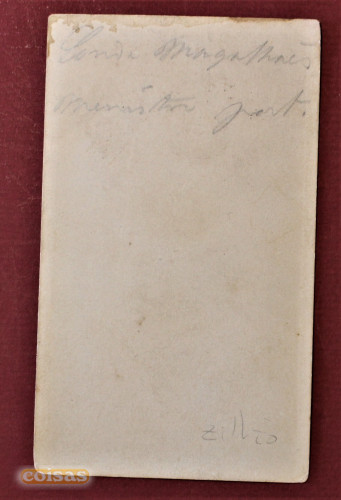 Conde Magalhães
ministro port.
coisas